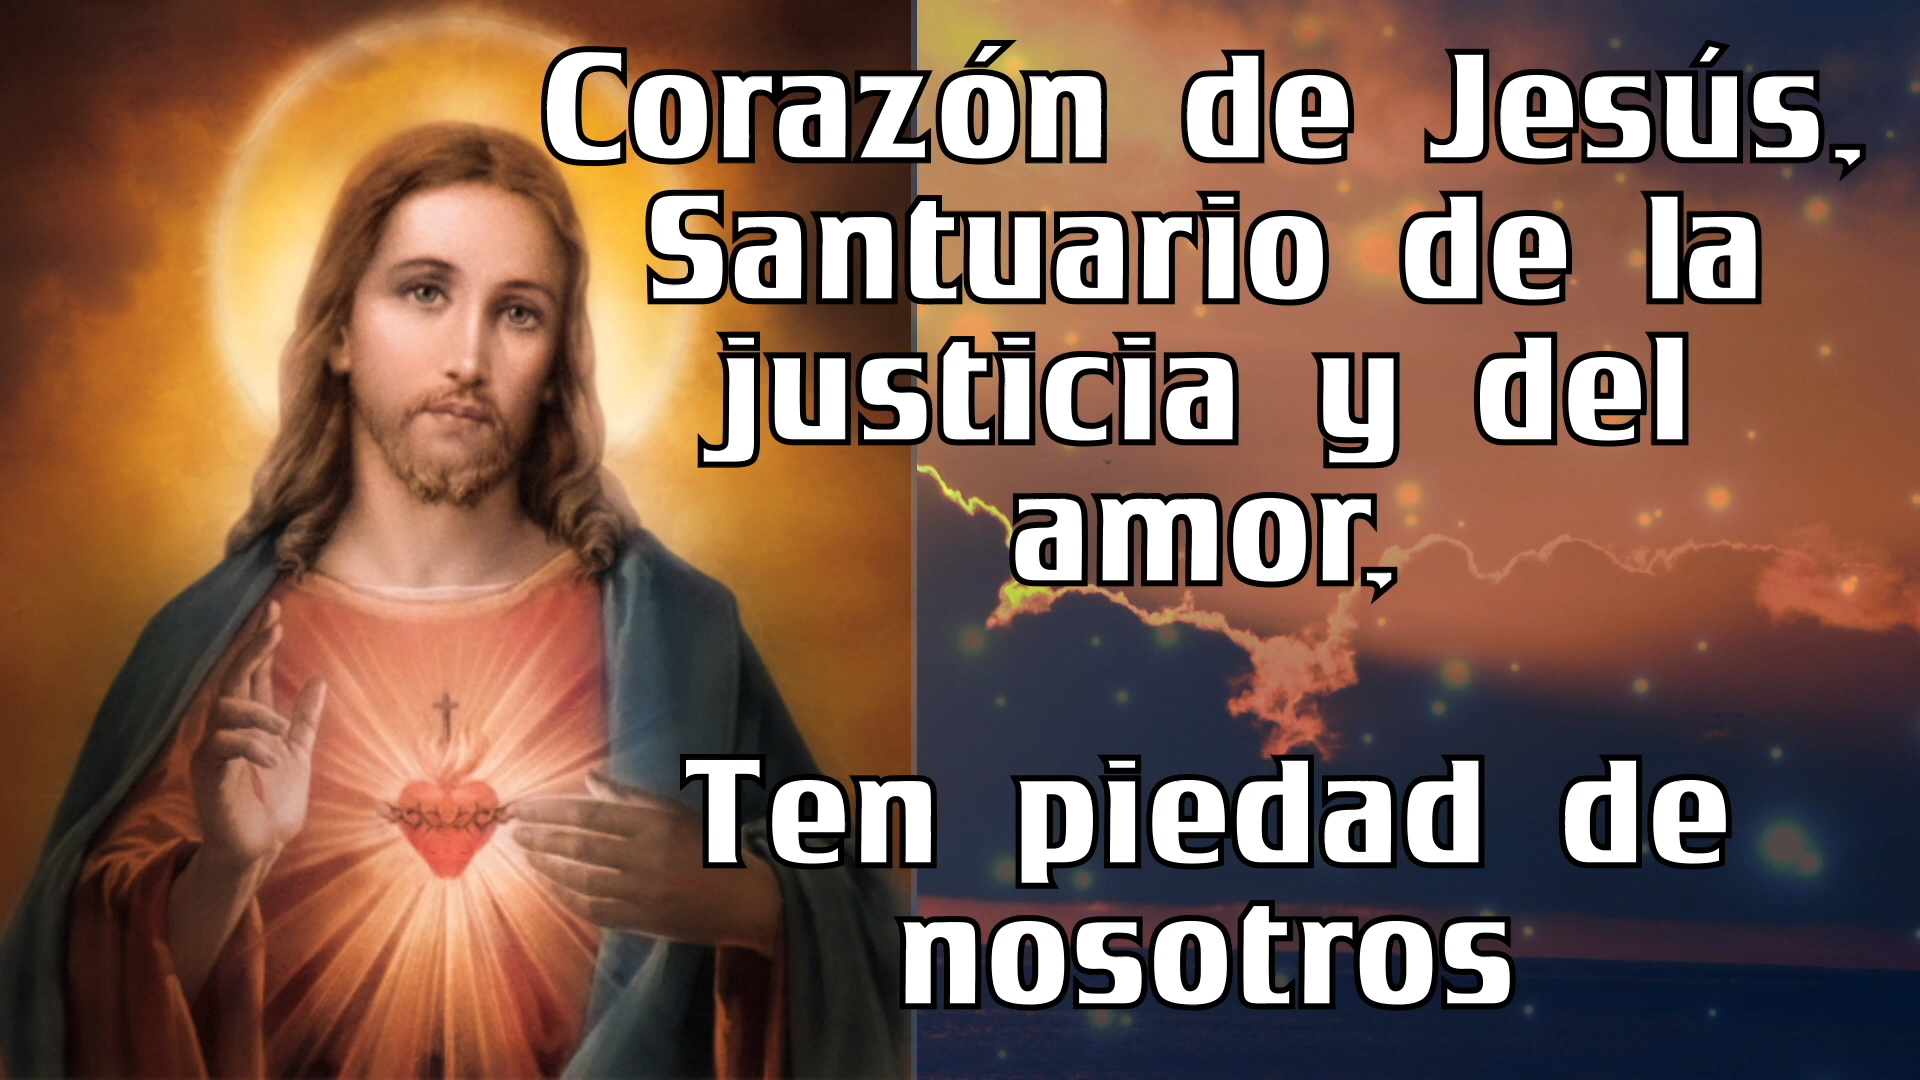 Corazón de Jesús,
Santuario de la
justicia y del
amor,
Ten piedad de
nosotros